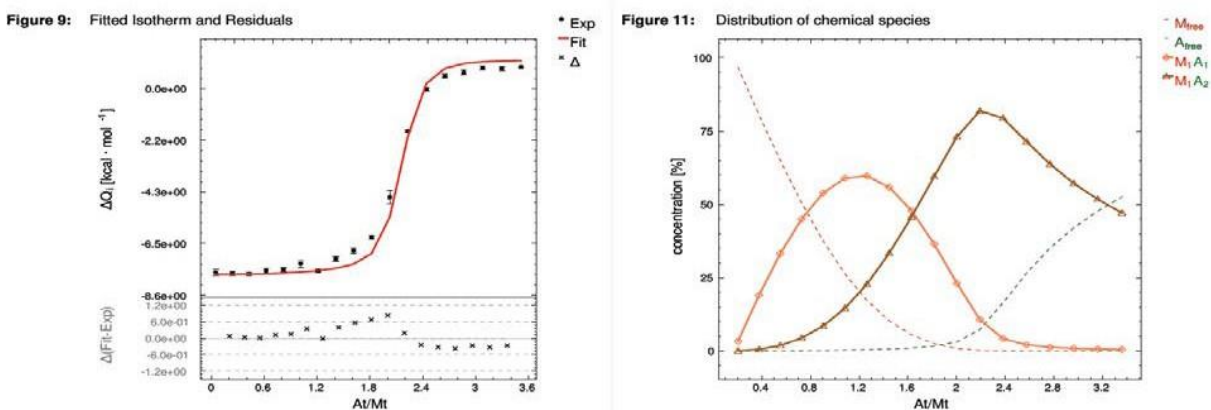 Figure 9: Fitted Isotherm and Residuals
Exp
Fit
Δ
ΔQi [kcal · mol⁻¹]
0.0e+00
-2.2e+00
-4.3e+00
-6.5e+00
-8.6e+00
Δ(Fit-Exp)
1.2e+00
6.0e-01
0.0e+00
-6.0e-01
-1.2e+00
0 0.6 1.2 1.8 2.4 3 3.6
At/Mt
Figure 11: Distribution of chemical species
Mfree
Afree
M1A1
M1A2
concentration [%]
100
75
50
25
0
0.4 0.8 1.2 1.6 2 2.4 2.8 3.2
At/Mt